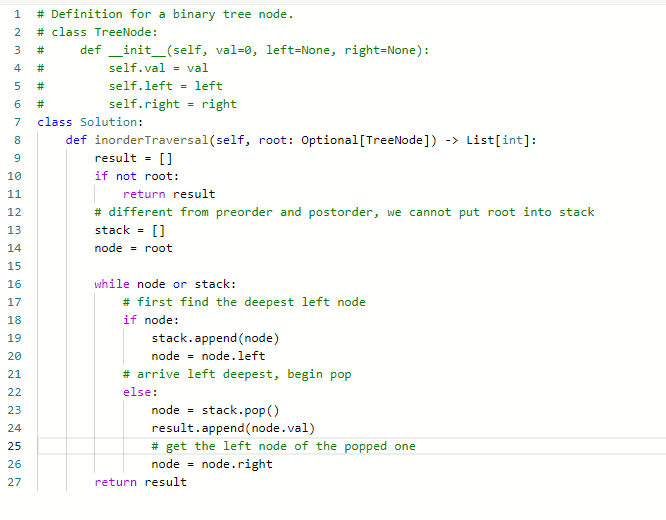 1 # Definition for a binary tree node.
2 # class TreeNode:
3 #     def __init__(self, val=0, left=None, right=None):
4 #         self.val = val
5 #         self.left = left
6 #         self.right = right
7 class Solution:
8     def inorderTraversal(self, root: Optional[TreeNode]) -> List[int]:
9         result = []
10         if not root:
11             return result
12         # different from preorder and postorder, we cannot put root into stack
13         stack = []
14         node = root
15
16         while node or stack:
17             # first find the deepest left node
18             if node:
19                 stack.append(node)
20                 node = node.left
21             # arrive left deepest, begin pop
22             else:
23                 node = stack.pop()
24                 result.append(node.val)
25                 # get the left node of the popped one
26                 node = node.right
27         return result